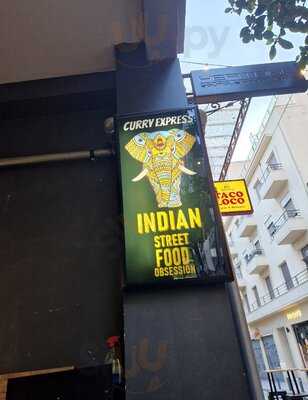 CURRY EXPRESS
INDIAN
STREET
FOOD
OBSESSION
TACO
LOCO